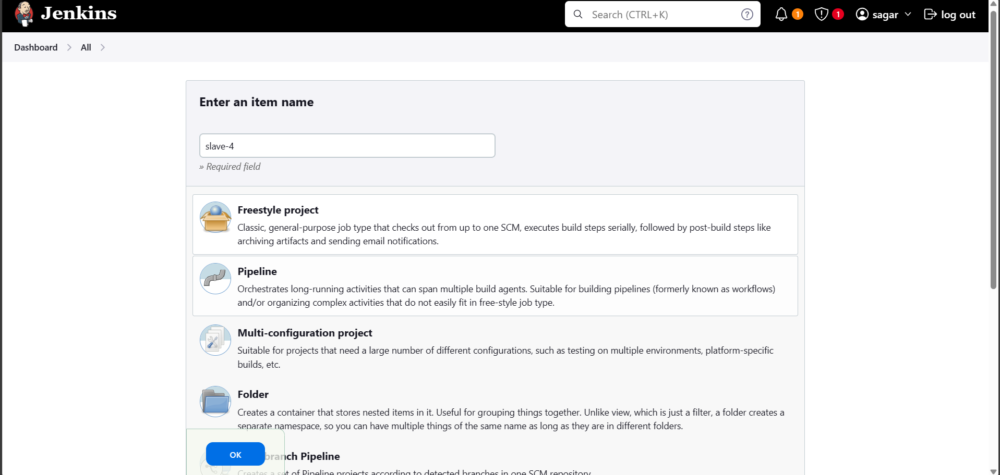 Jenkins
Search (CTRL+K)
?
1
1
sagar
log out
Dashboard
All
Enter an item name
slave-4
» Required field
Freestyle project
Classic, general-purpose job type that checks out from up to one SCM, executes build steps serially, followed by post-build steps like
archiving artifacts and sending email notifications.
Pipeline
Orchestrates long-running activities that can span multiple build agents. Suitable for building pipelines (formerly known as workflows)
and/or organizing complex activities that do not easily fit in free-style job type.
Multi-configuration project
Suitable for projects that need a large number of different configurations, such as testing on multiple environments, platform-specific
builds, etc.
Folder
Creates a container that stores nested items in it. Useful for grouping things together. Unlike view, which is just a filter, a folder creates a
separate namespace, so you can have multiple things of the same name as long as they are in different folders.
OK
branch Pipeline
Creates a set of Pipeline projects according to detected branches in one SCM repository.